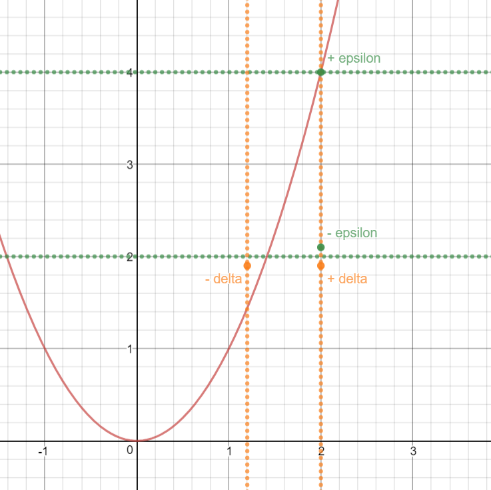 + epsilon
4
3
- epsilon
2
- delta
+ delta
1
-1
0
1
2
3